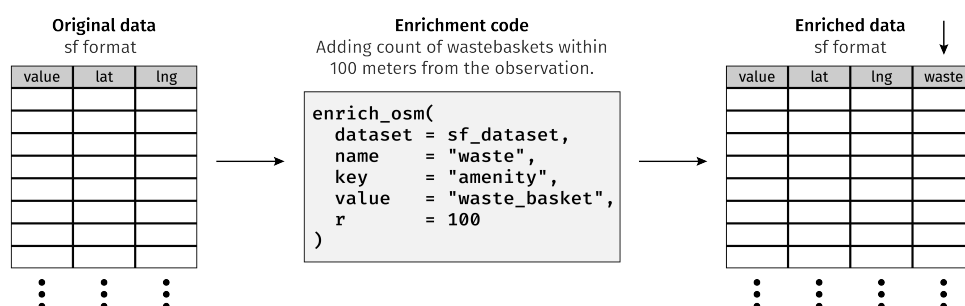 Original data
sf format
value lat lng
Enrichment code
Adding count of wastebaskets within
100 meters from the observation.
enrich_osm(
  dataset = sf_dataset,
  name    = "waste",
  key     = "amenity",
  value   = "waste_basket",
  r       = 100
)
Enriched data
sf format
value lat lng waste